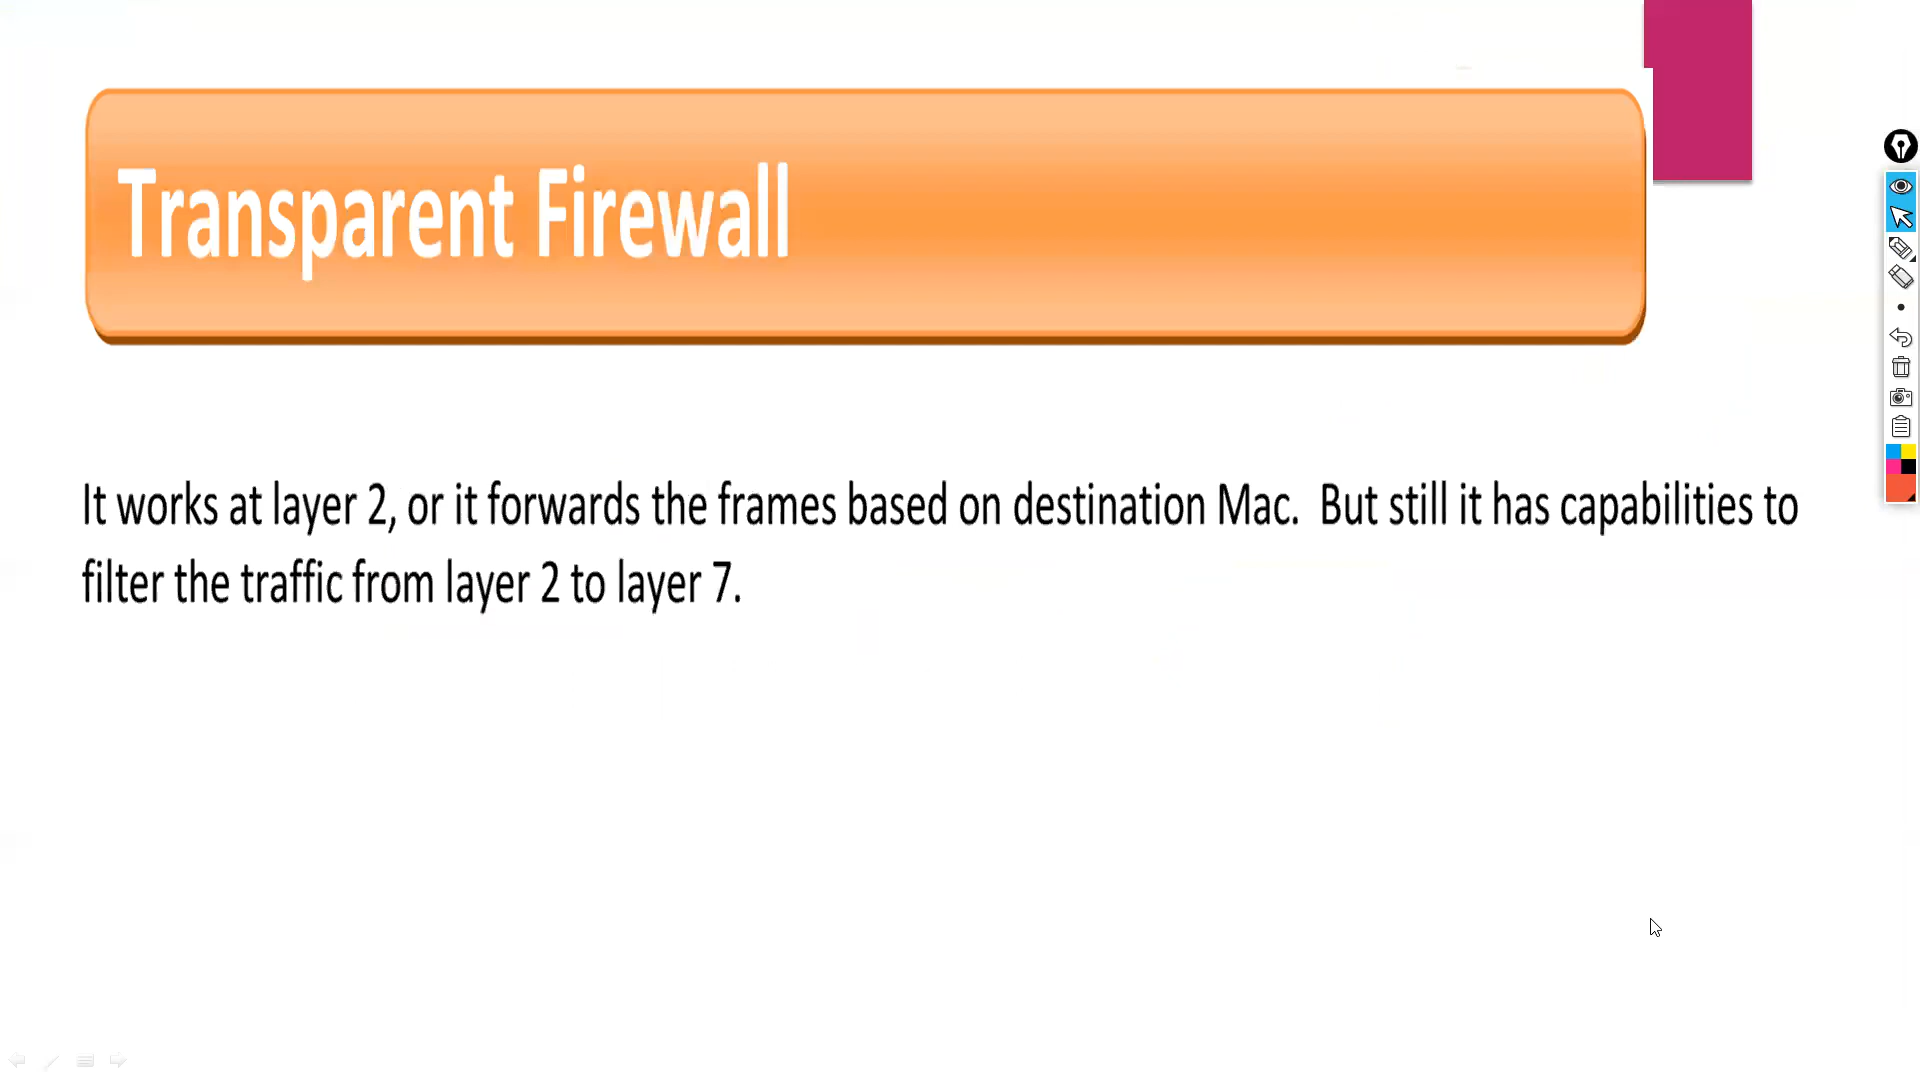 Transparent Firewall
It works at layer 2, or it forwards the frames based on destination Mac.  But still it has capabilities to
filter the traffic from layer 2 to layer 7.